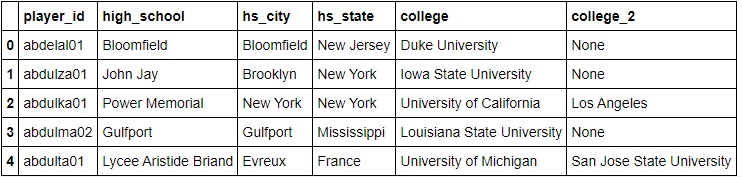 player_id high_school hs_city hs_state college college_2
0 abdelal01 Bloomfield Bloomfield New Jersey Duke University None
1 abdulza01 John Jay Brooklyn New York Iowa State University None
2 abdulka01 Power Memorial New York New York University of California Los Angeles
3 abdulma02 Gulfport Gulfport Mississippi Louisiana State University None
4 abdulta01 Lycee Aristide Briand Evreux France University of Michigan San Jose State University